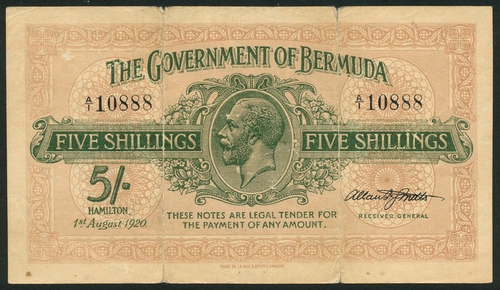 THE GOVERNMENT OF BERMUDA
A/1 10888 A/1 10888
FIVE SHILLINGS FIVE SHILLINGS
5/-
HAMILTON,
1st August 1920.
THESE NOTES ARE LEGAL TENDER FOR
THE PAYMENT OF ANY AMOUNT.
RECEIVER GENERAL